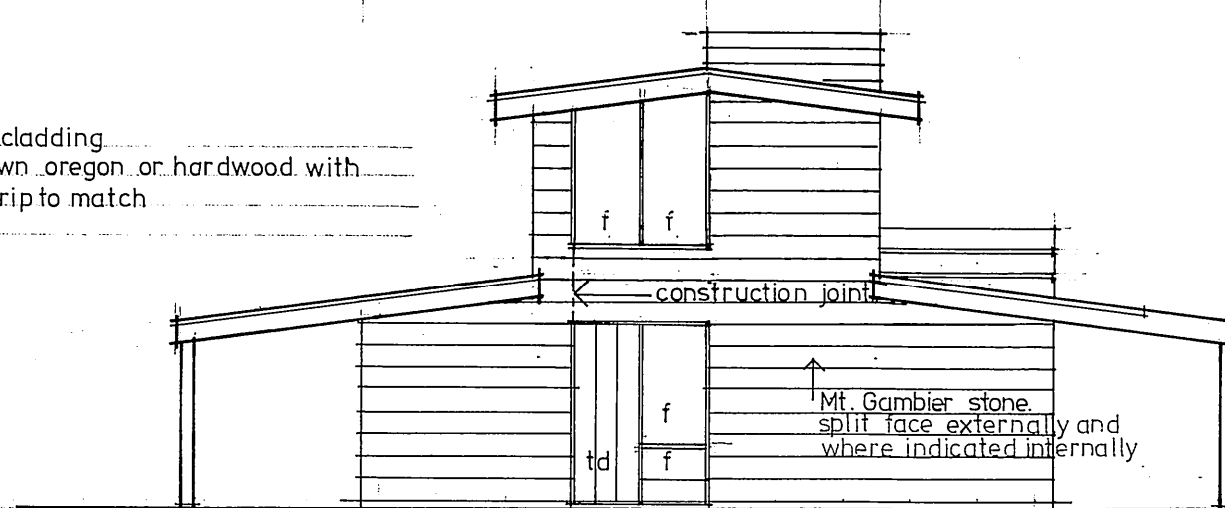 cladding
wn oregon or hardwood with
rip to match
f f
construction joint
Mt. Gambier stone.
split face externally and
where indicated internally
f
td f